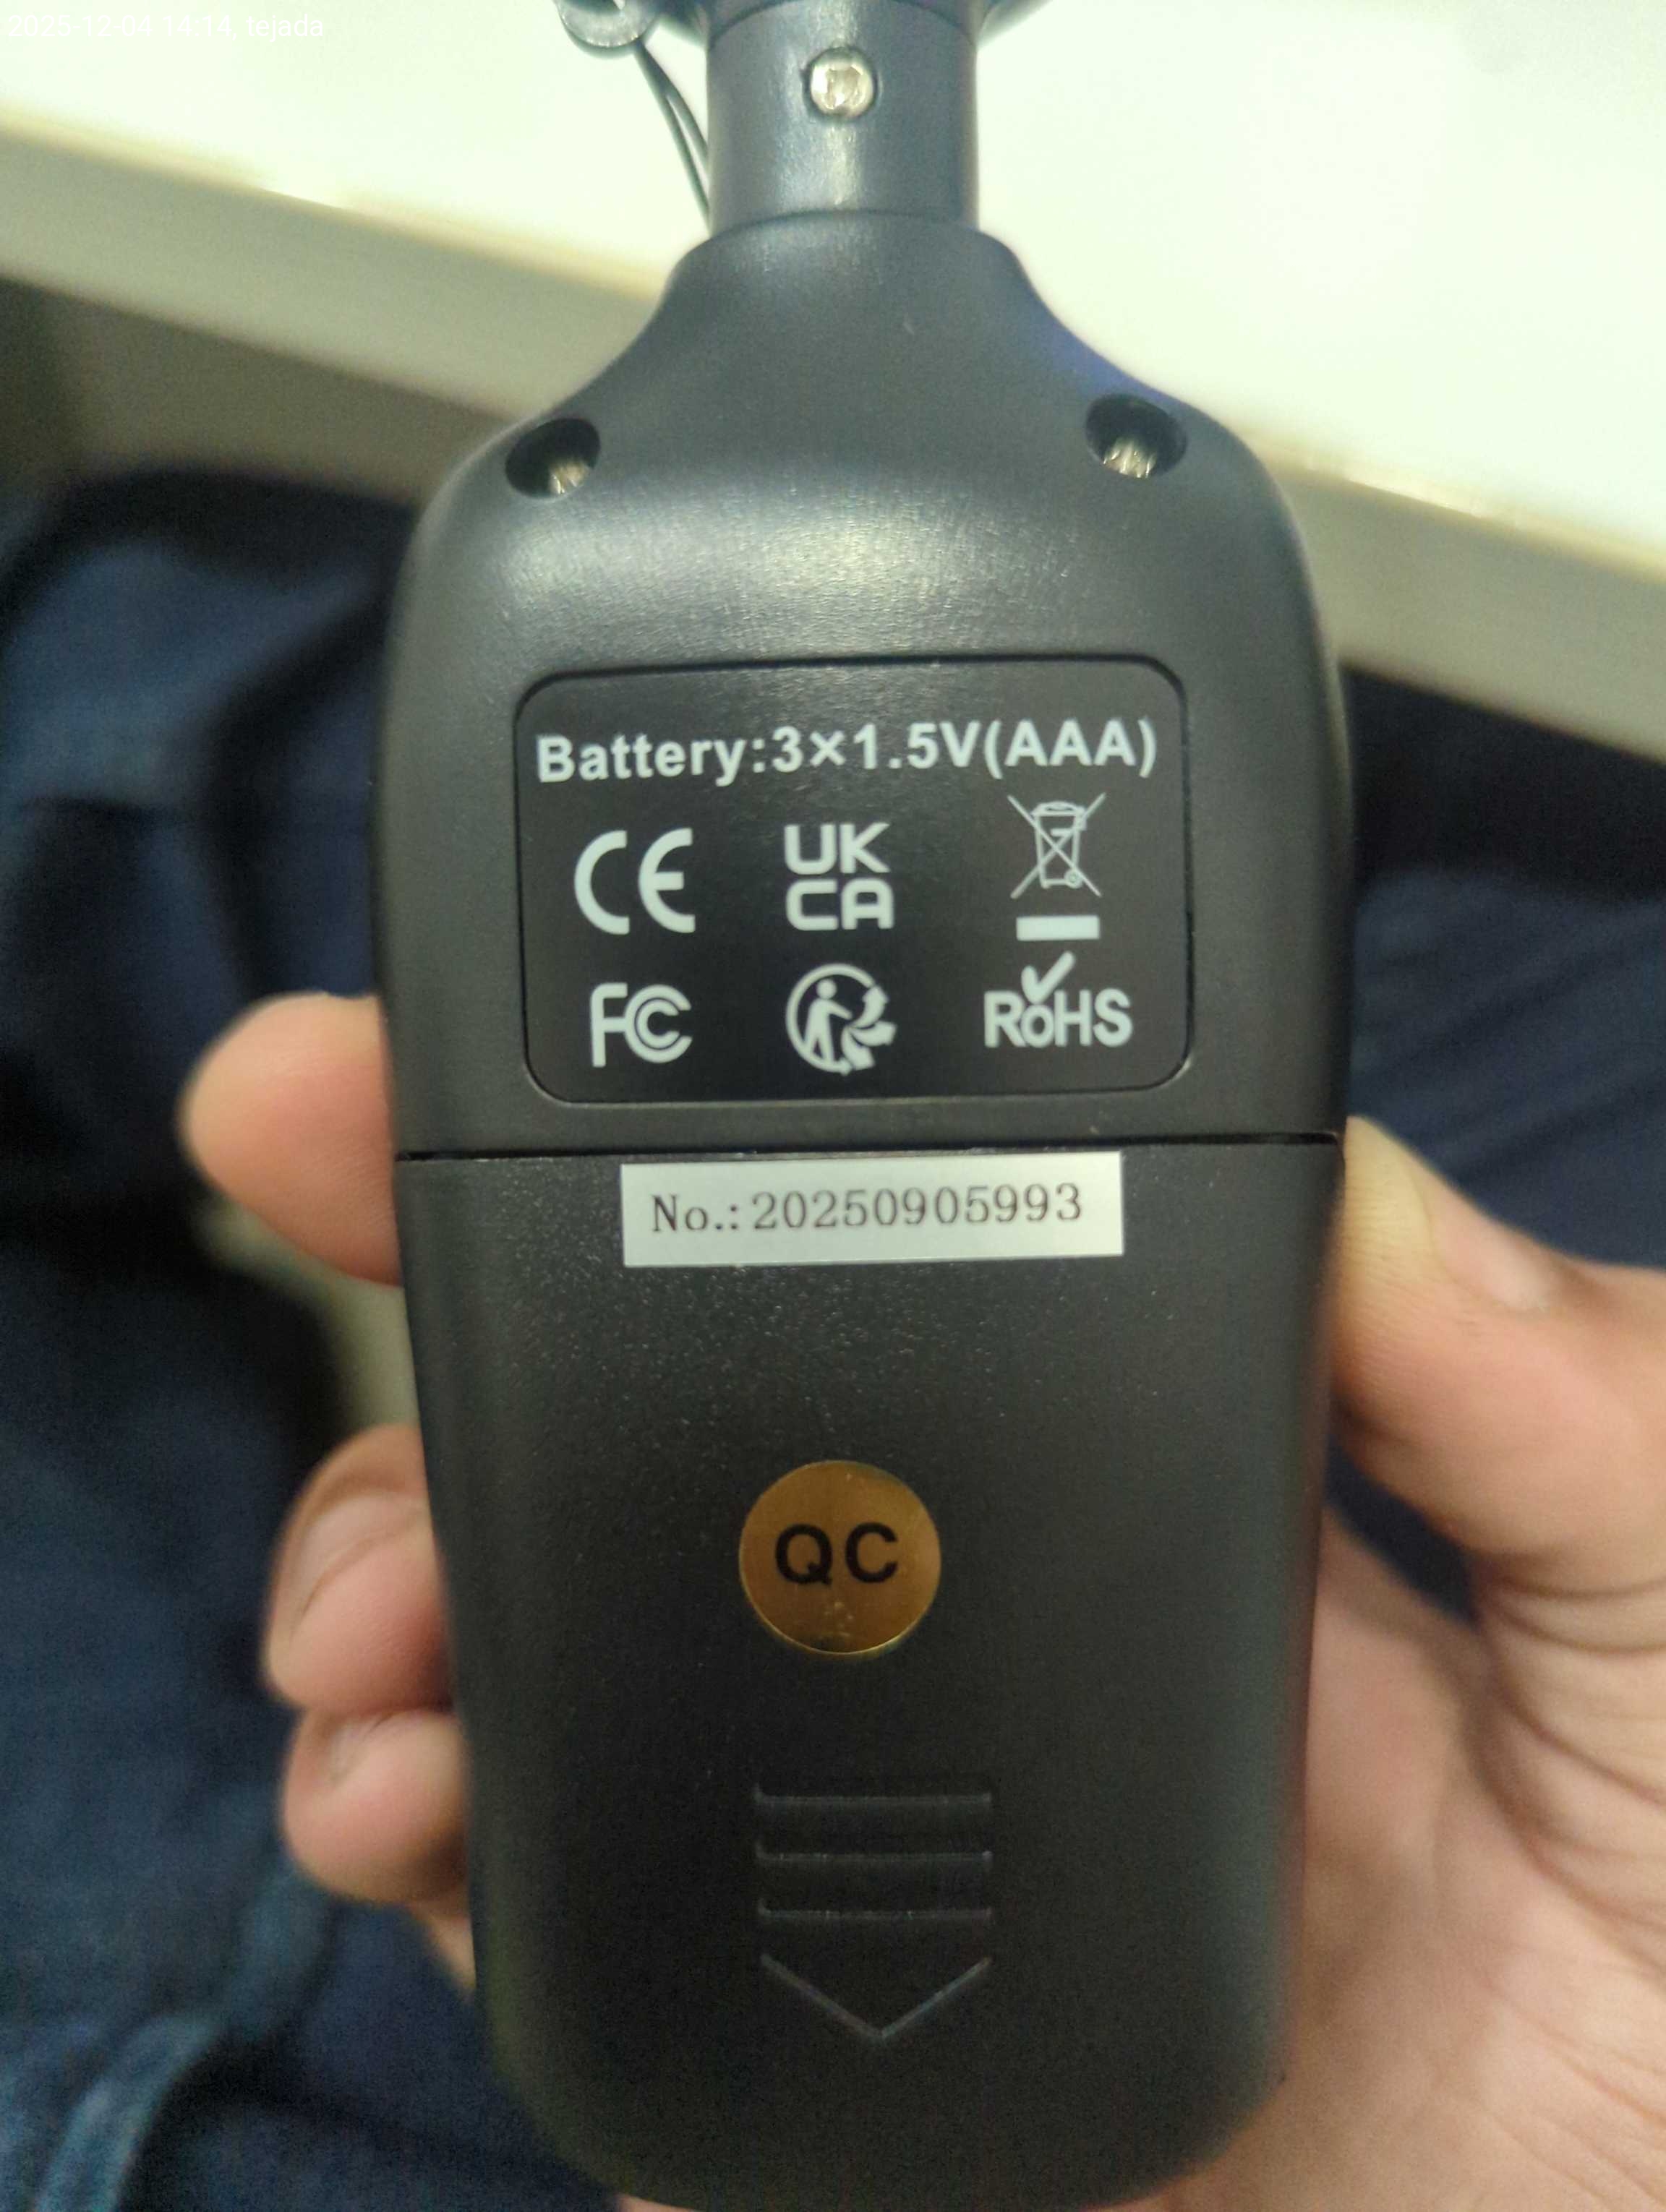 2025-12-04 14:14, tejada
Battery:3×1.5V(AAA)
CE
UK
CA
FC
RoHS
No.:20250905993
QC